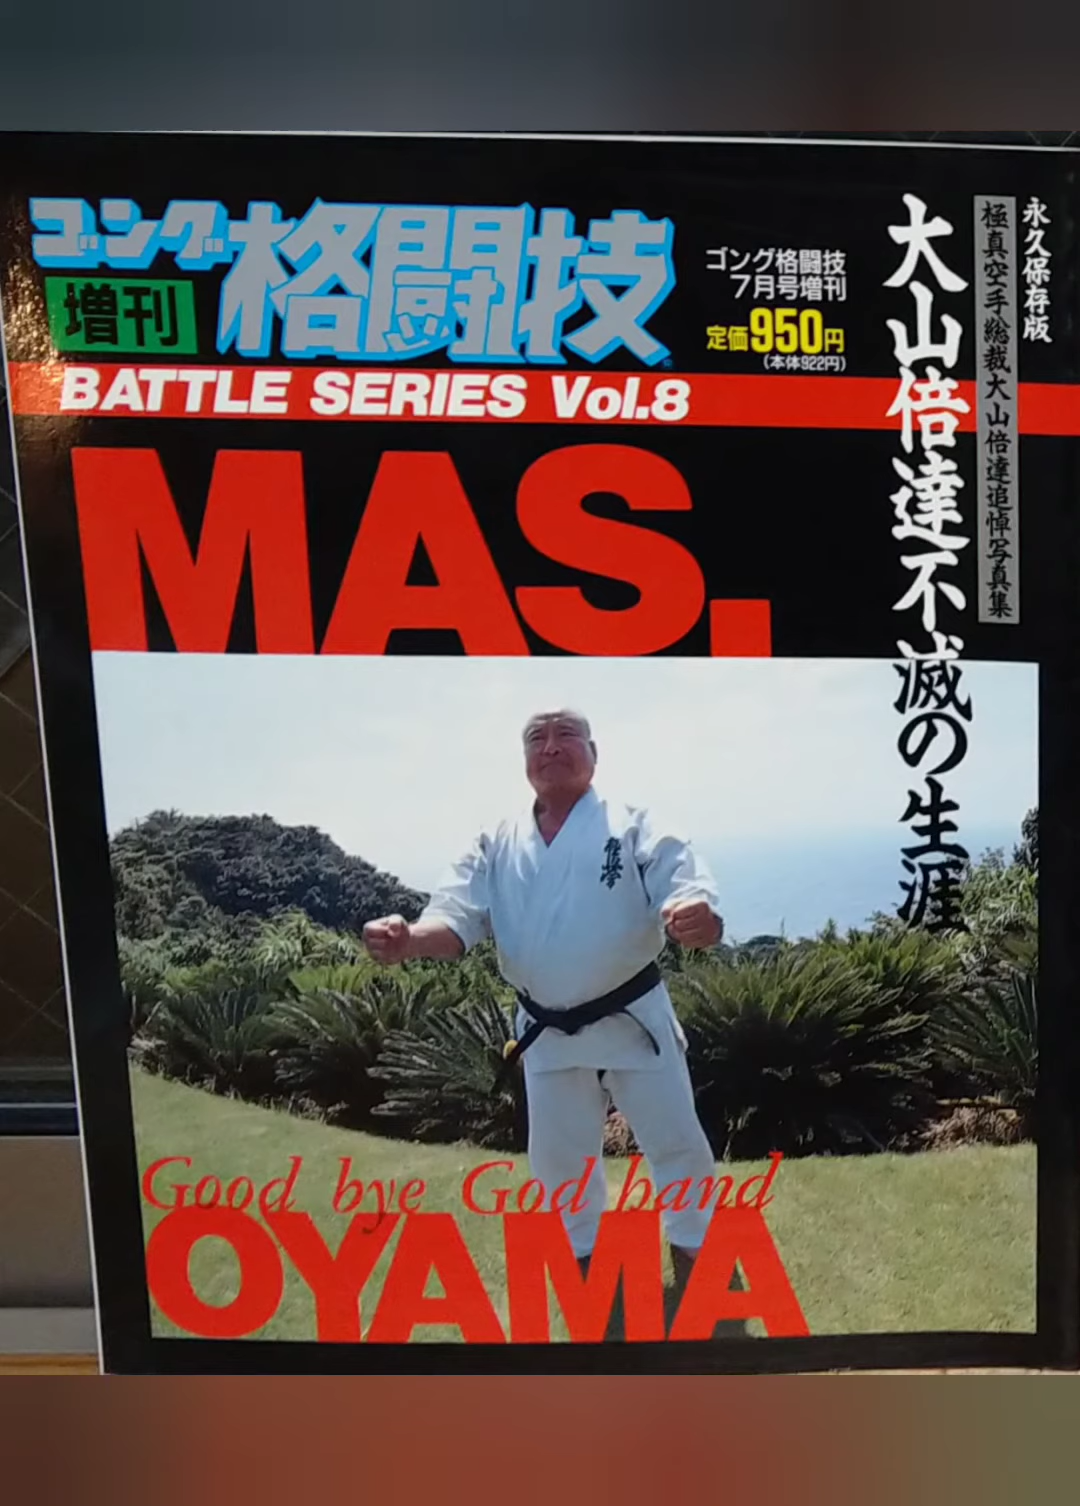 ゴング格闘技
増刊
ゴング格闘技
7月号増刊
定価950円
(本体922円)
BATTLE SERIES Vol.8
永久保存版
極真空手総裁大山倍達追悼写真集
大山倍達不滅の生涯
MAS.
極真会
Good bye God hand
OYAMA